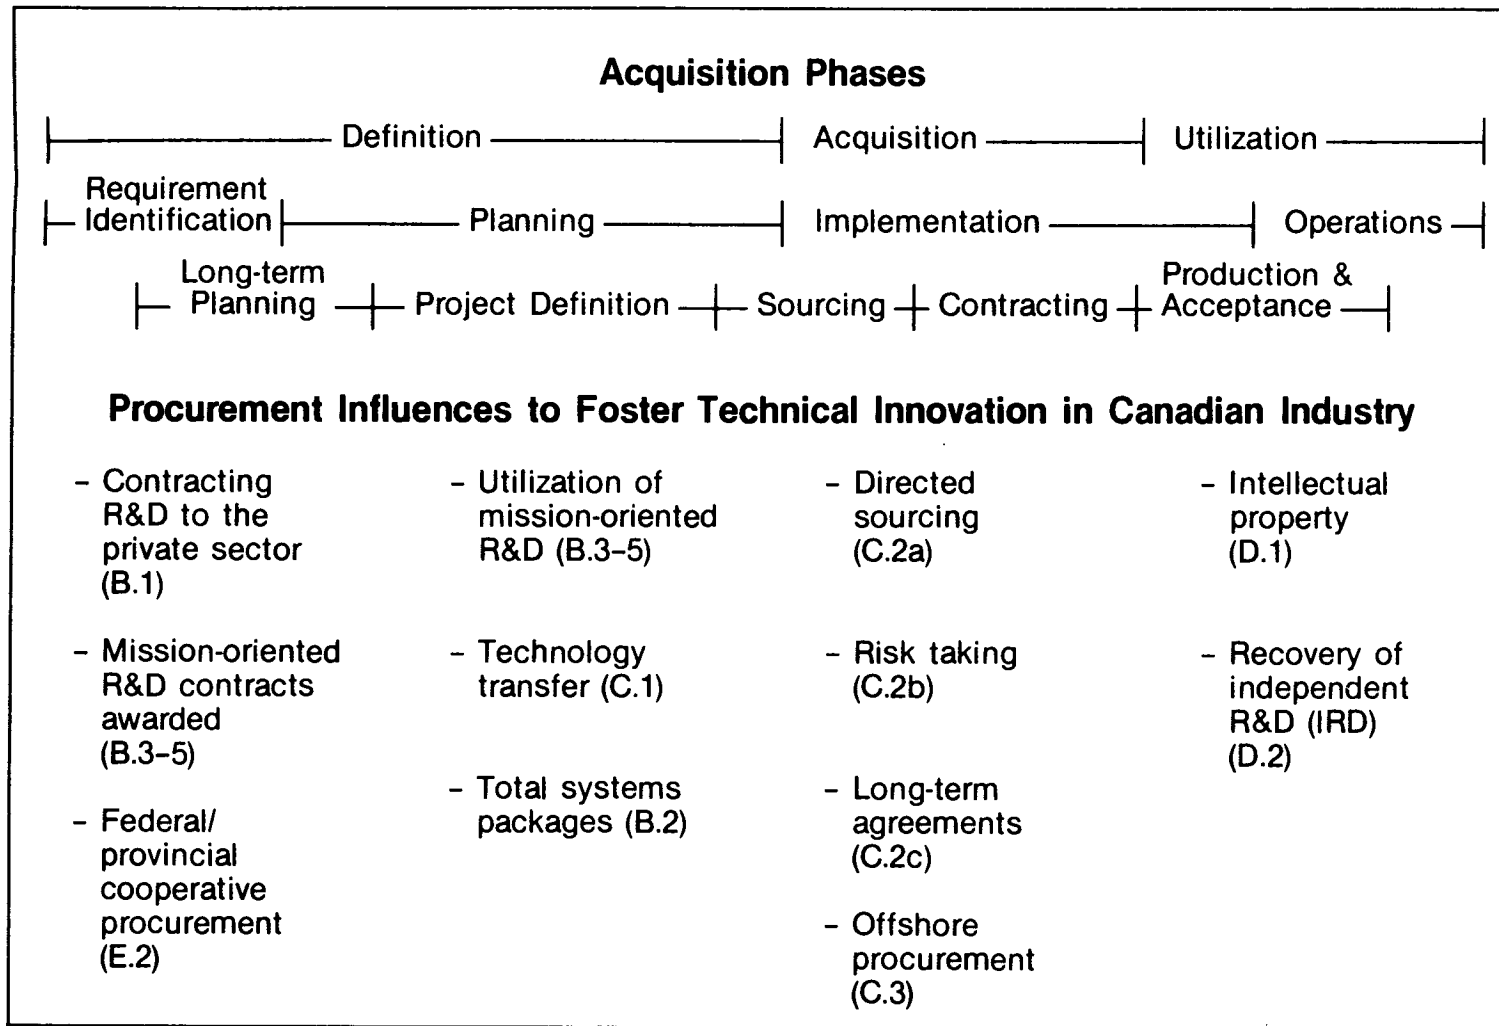 Acquisition Phases
Definition Acquisition Utilization
Requirement
Identification Planning Implementation Operations
Long-term
Planning Project Definition Sourcing Contracting Production &
Acceptance
Procurement Influences to Foster Technical Innovation in Canadian Industry
– Contracting
R&D to the
private sector
(B.1)
– Mission-oriented
R&D contracts
awarded
(B.3–5)
– Federal/
provincial
cooperative
procurement
(E.2)
– Utilization of
mission-oriented
R&D (B.3–5)
– Technology
transfer (C.1)
– Total systems
packages (B.2)
– Directed
sourcing
(C.2a)
– Risk taking
(C.2b)
– Long-term
agreements
(C.2c)
– Offshore
procurement
(C.3)
– Intellectual
property
(D.1)
– Recovery of
independent
R&D (IRD)
(D.2)